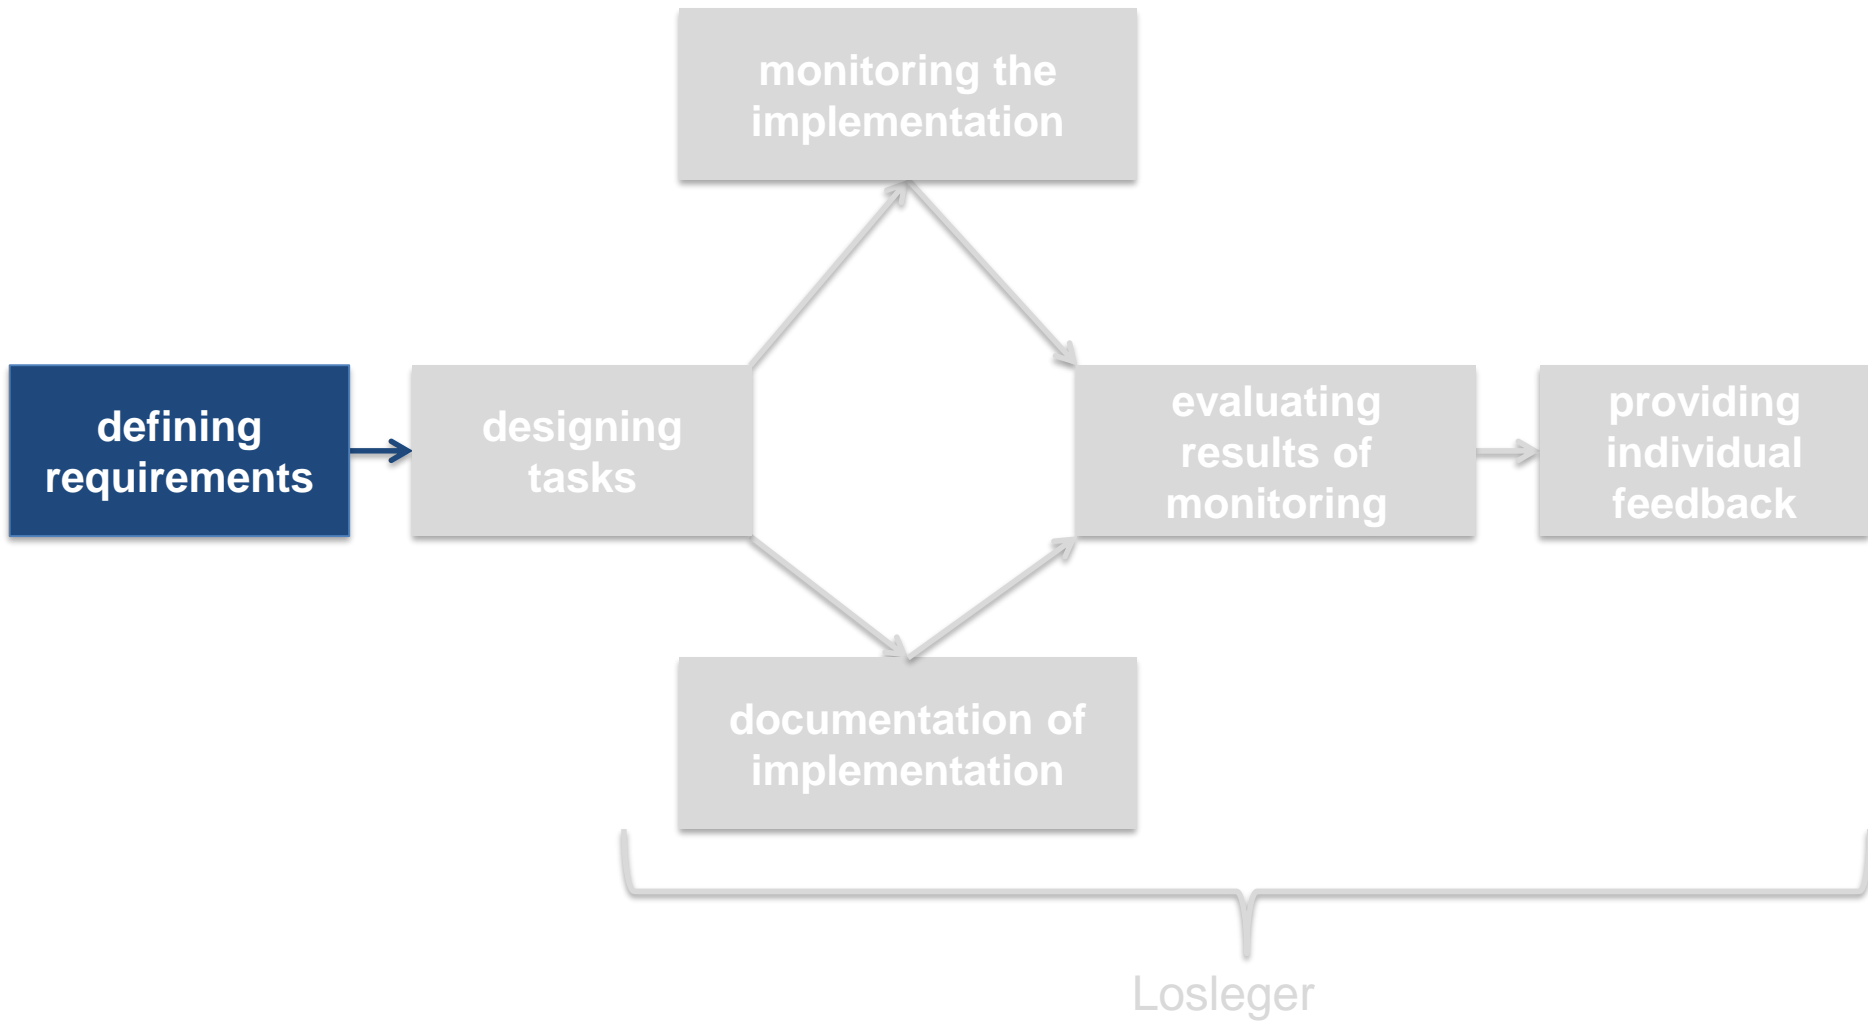 monitoring the
implementation
defining
requirements
designing
tasks
evaluating
results of
monitoring
providing
individual
feedback
documentation of
implementation
Losleger